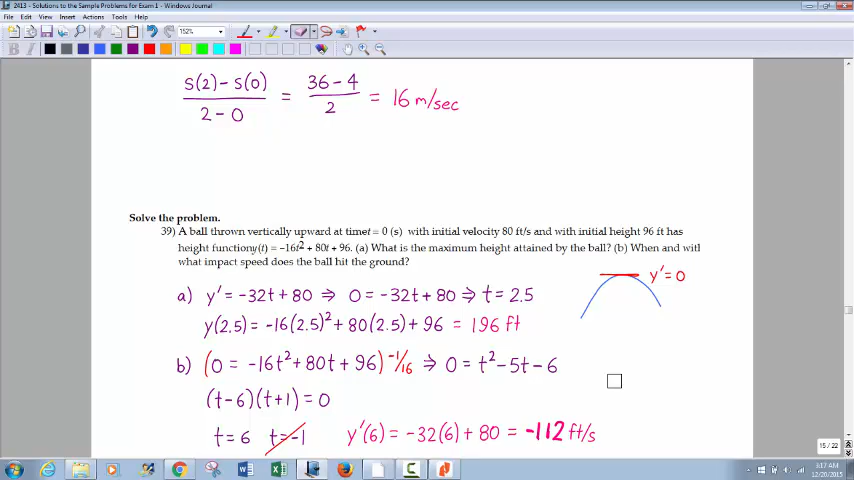 2413 - Solutions to the Sample Problems for Exam 1 - Windows Journal
File Edit View Insert Actions Tools Help
152%
B I
s(2) - s(0) / 2 - 0 = 36 - 4 / 2 = 16 m/sec
Solve the problem.
39) A ball thrown vertically upward at time t = 0 (s) with initial velocity 80 ft/s and with initial height 96 ft has
height function y(t) = -16t² + 80t + 96. (a) What is the maximum height attained by the ball? (b) When and with
what impact speed does the ball hit the ground?
y' = 0
a) y' = -32t + 80 ⇒ 0 = -32t + 80 ⇒ t = 2.5
y(2.5) = -16(2.5)² + 80(2.5) + 96 = 196 ft
b) (0 = -16t² + 80t + 96) -1/16 ⇒ 0 = t² - 5t - 6
(t-6)(t+1) = 0
t = 6 t = -1 y'(6) = -32(6) + 80 = -112 ft/s
15 / 22
12/20/2015